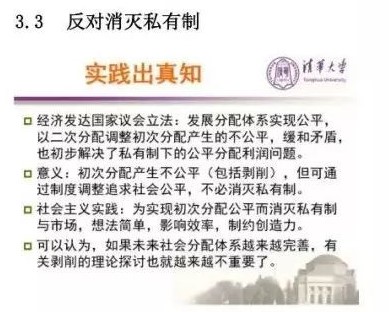 3.3 反对消灭私有制
实践出真知
清华大学
Tsinghua University
经济发达国家议会立法：发展分配体系实现公平，
以二次分配调整初次分配产生的不公平，缓和矛盾，
也初步解决了私有制下的公平分配利润问题。
意义：初次分配产生不公平（包括剥削），但可通
过制度调整追求社会公平，不必消灭私有制。
社会主义实践：为实现初次分配公平而消灭私有制
与市场，想法简单，影响效率，制约创造力。
可以认为，如果未来社会分配体系越来越完善，有
关剥削的理论探讨也就越来越不重要了。